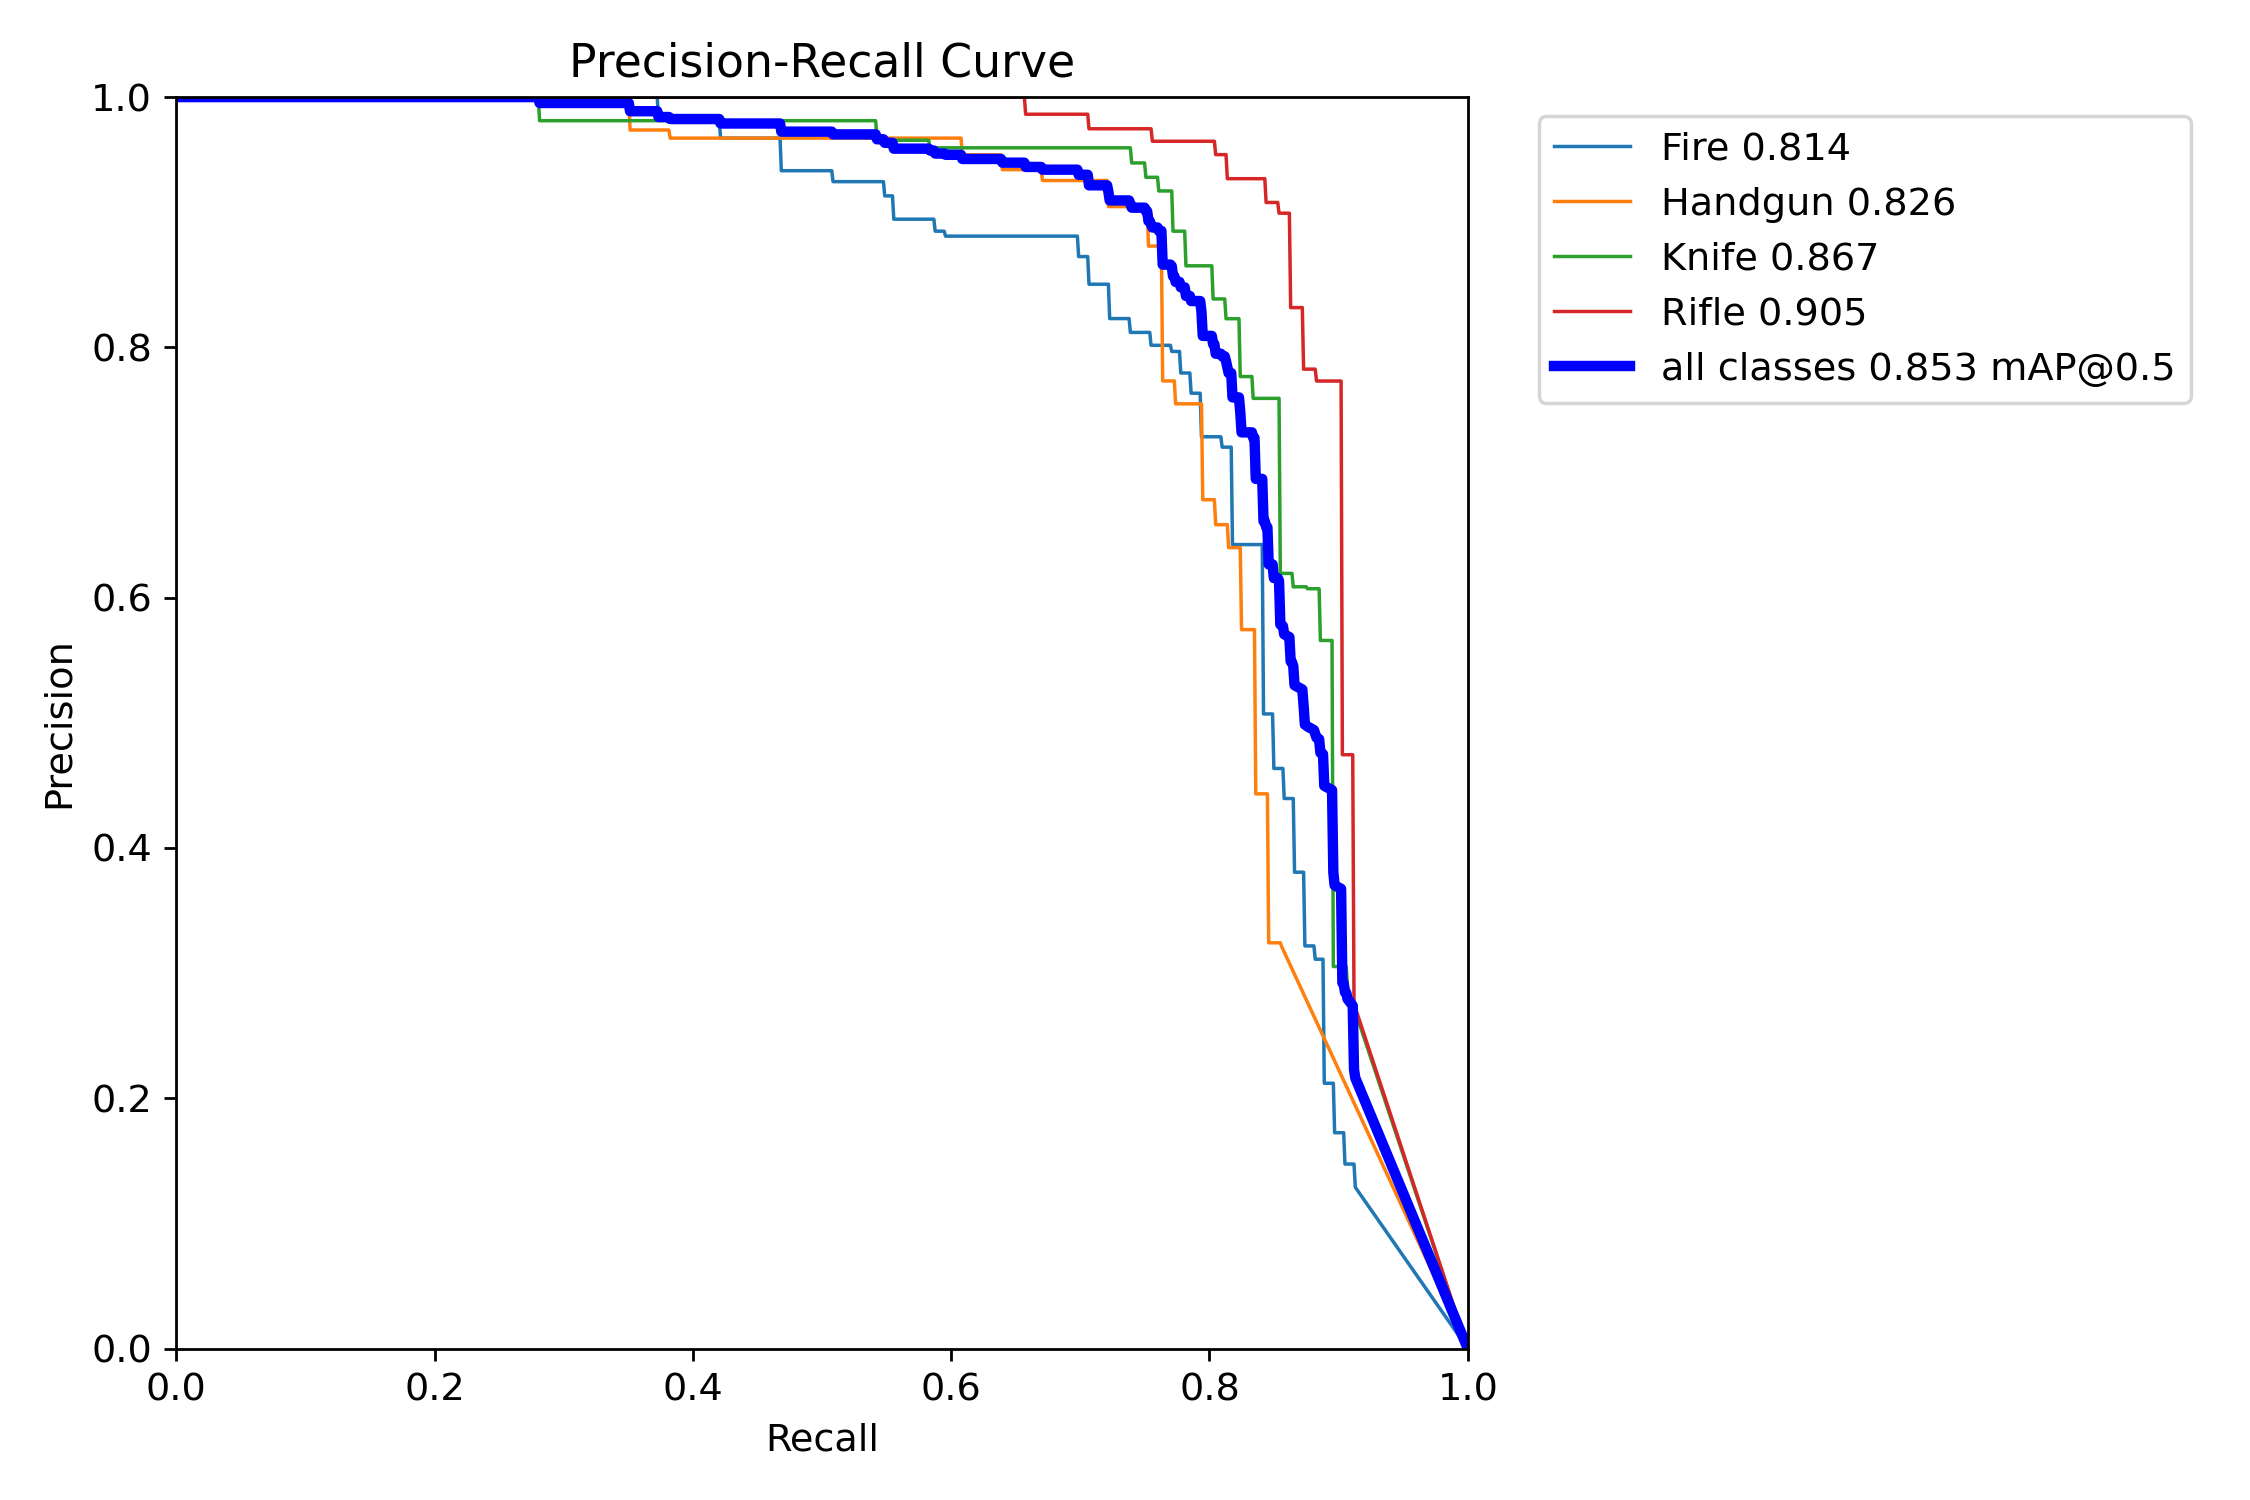 Precision-Recall Curve
1.0
0.8
0.6
0.4
0.2
0.0
Precision
0.0 0.2 0.4 0.6 0.8 1.0
Recall
Fire 0.814
Handgun 0.826
Knife 0.867
Rifle 0.905
all classes 0.853 mAP@0.5